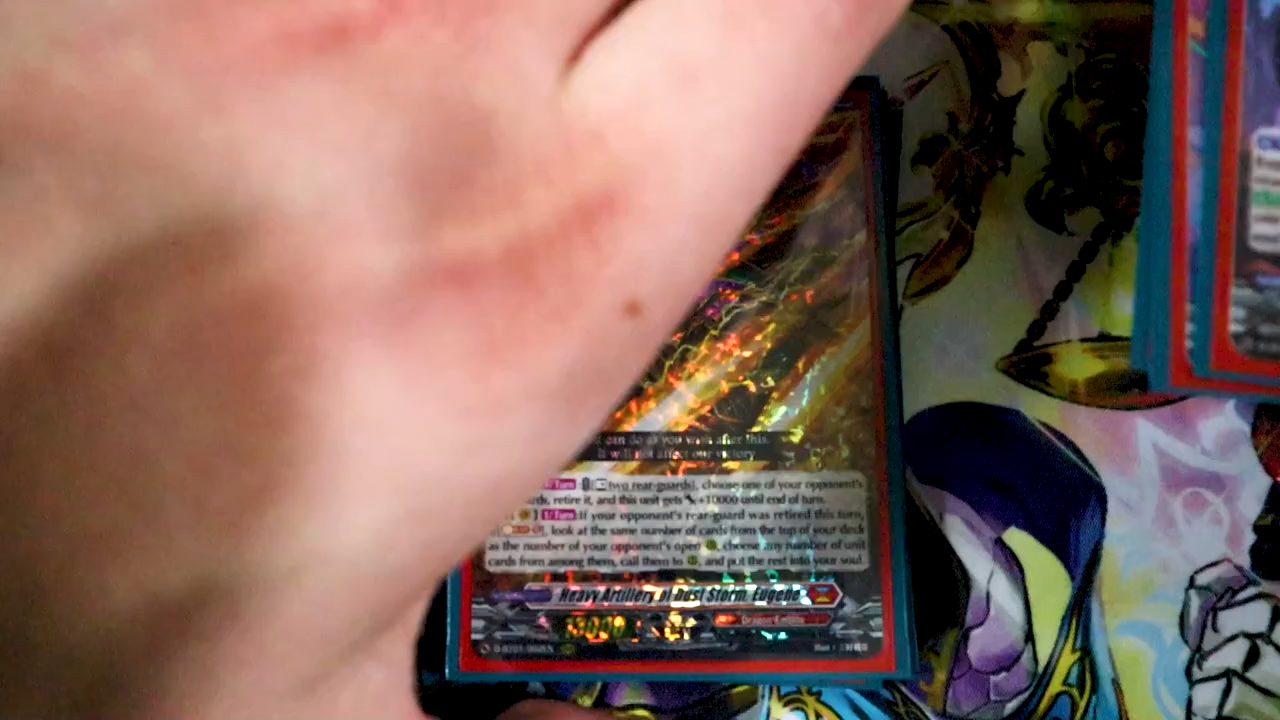 can do as you want after this.
It will not affect our victory.
1/Turn : [ two rear-guards], choose one of your opponent's
retire it, and this unit gets +10000 until end of turn.
1/Turn :If your opponent's rear-guard was retired this turn,
look at the same number of cards from the top of your deck
as the number of your opponent's open , choose any number of unit
cards from among them, call them to , and put the rest into your soul.
Heavy Artillery of Dust Storm, Eugene
13000
Dragon Empire